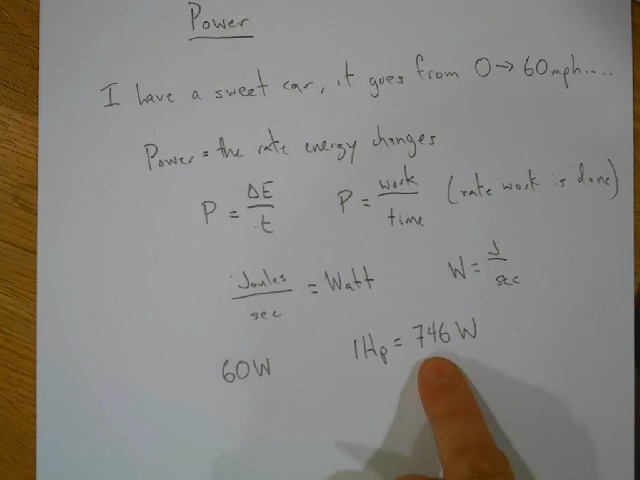 Power
I have a sweet car, it goes from 0→60mph....
Power = the rate energy changes
P = ΔE/t P = work/time (rate work is done)
Joules/sec = Watt W = J/sec
60W 1Hp = 746 W